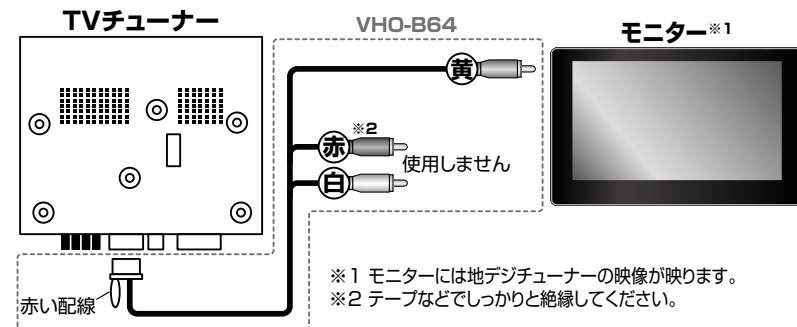 TVチューナー
VHO-B64
モニター※1
黄
※2
赤
使用しません
白
赤い配線
※1 モニターには地デジチューナーの映像が映ります。
※2 テープなどでしっかりと絶縁してください。